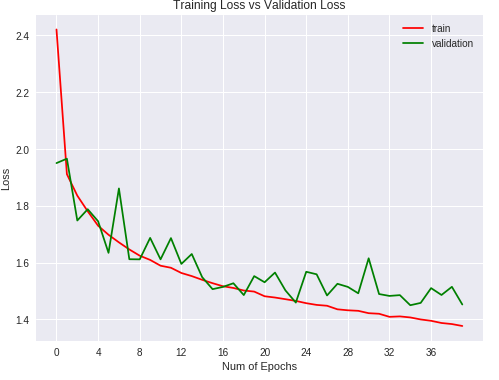 Training Loss vs Validation Loss
train
validation
2.4
2.2
2.0
1.8
1.6
1.4
Loss
0 4 8 12 16 20 24 28 32 36
Num of Epochs